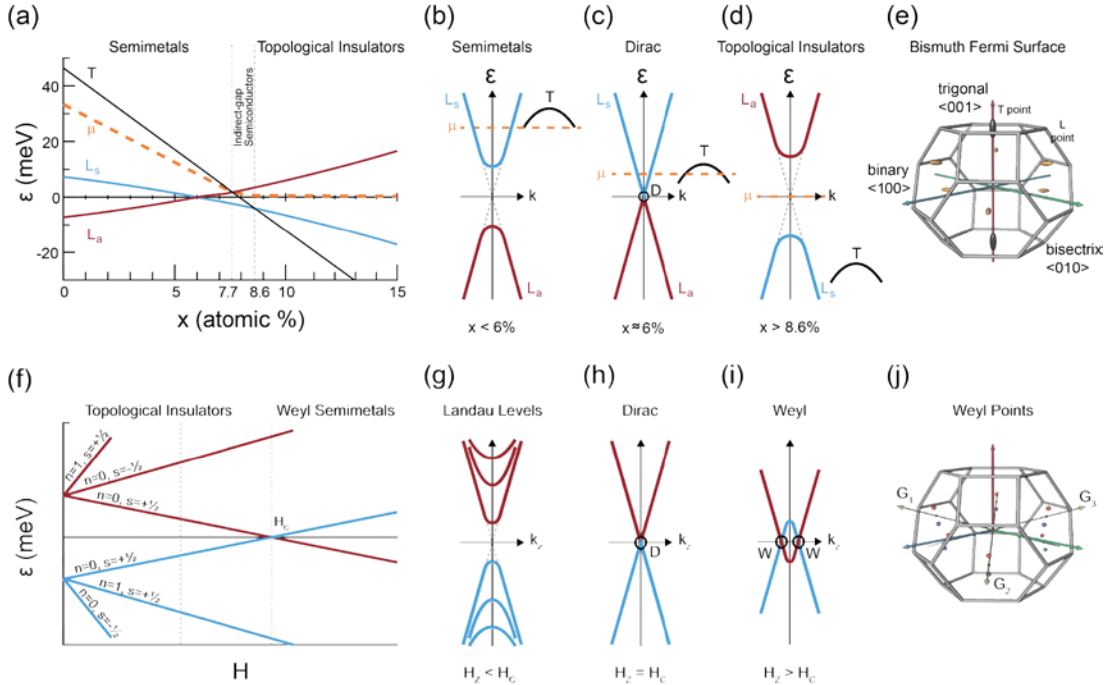 (a)
Semimetals
Topological Insulators
Indirect-gap
Semiconductors
T
μ
Ls
La
40
20
0
-20
ε (meV)
0
5
7.7
8.6
10
15
x (atomic %)
(b)
Semimetals
ε
Ls
T
μ
k
La
x < 6%
(c)
Dirac
ε
Ls
T
μ
D
k
La
x ≈ 6%
(d)
Topological Insulators
ε
La
μ
k
T
Ls
x > 8.6%
(e)
Bismuth Fermi Surface
trigonal
<001>
T point
L
point
binary
<100>
bisectrix
<010>
(f)
Topological Insulators
Weyl Semimetals
n=1, s=+½
n=0, s=-½
n=0, s=+½
Hc
n=0, s=+½
n=1, s=+½
n=0, s=-½
ε (meV)
H
(g)
Landau Levels
kz
Hz < Hc
(h)
Dirac
D
kz
Hz = Hc
(i)
Weyl
W
W
kz
Hz > Hc
(j)
Weyl Points
G1
G3
G2